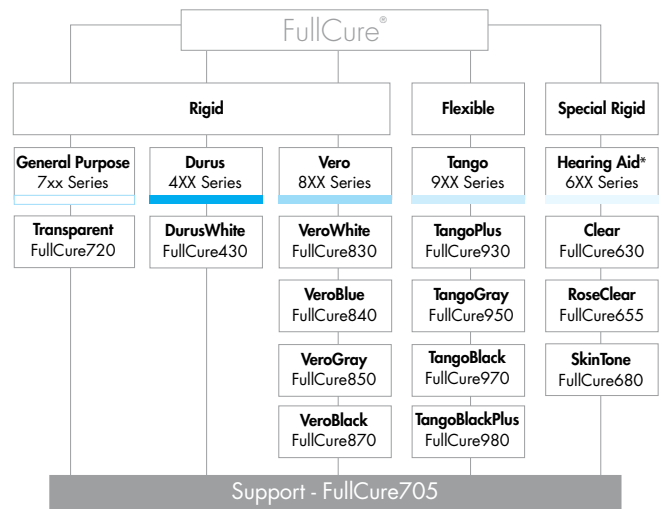 FullCure®
Rigid
Flexible
Special Rigid
General Purpose
7xx Series
Durus
4XX Series
Vero
8XX Series
Tango
9XX Series
Hearing Aid*
6XX Series
Transparent
FullCure720
DurusWhite
FullCure430
VeroWhite
FullCure830
TangoPlus
FullCure930
Clear
FullCure630
VeroBlue
FullCure840
TangoGray
FullCure950
RoseClear
FullCure655
VeroGray
FullCure850
TangoBlack
FullCure970
SkinTone
FullCure680
VeroBlack
FullCure870
TangoBlackPlus
FullCure980
Support - FullCure705